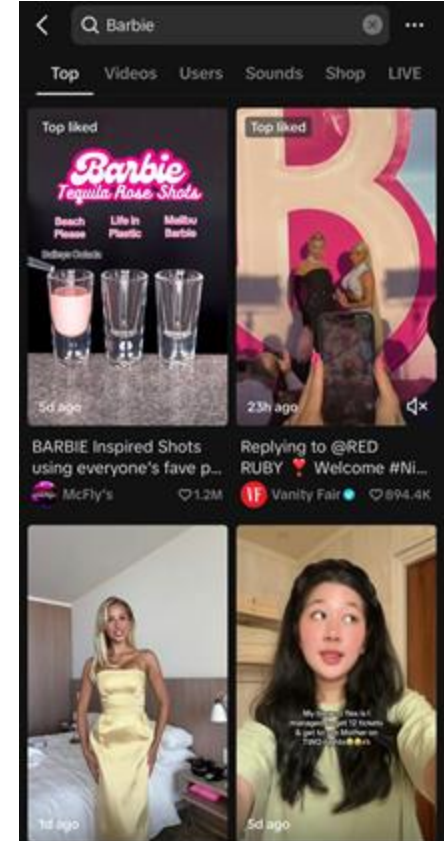 Barbie
Top Videos Users Sounds Shop LIVE
Top liked
Barbie
Tequila Rose Shots
Beach Please
Life in Plastic
Malibu Barbie
5d ago
Top liked
B
23h ago
BARBIE Inspired Shots
using everyone's fave p...
McFly's 1.2M
Replying to @RED
RUBY❣️ Welcome #Ni...
VF Vanity Fair 894.4K
1d ago
5d ago